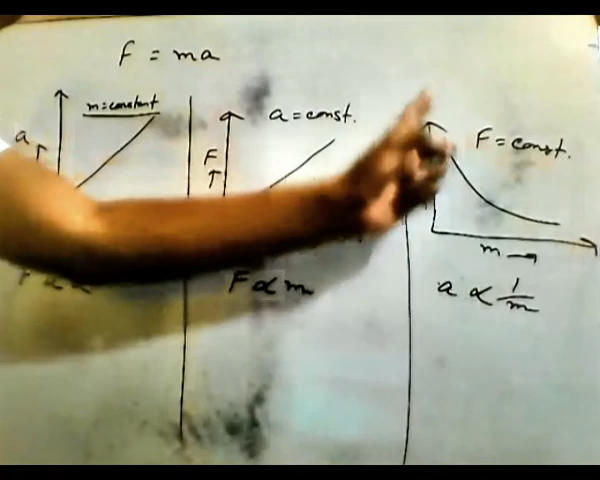 F = ma
m=constant
a
a = const.
F
F ∝ m
F = const.
m
a ∝ 1/m